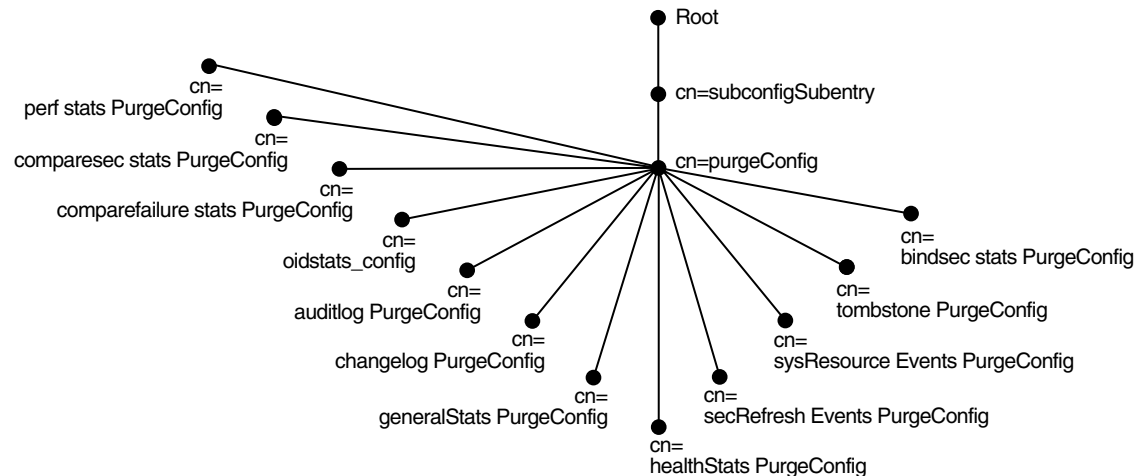 Root
cn=subconfigSubentry
cn=purgeConfig
cn=
perf stats PurgeConfig
cn=
comparesec stats PurgeConfig
cn=
comparefailure stats PurgeConfig
cn=
oidstats_config
cn=
auditlog PurgeConfig
cn=
changelog PurgeConfig
cn=
generalStats PurgeConfig
cn=
healthStats PurgeConfig
cn=
secRefresh Events PurgeConfig
cn=
sysResource Events PurgeConfig
cn=
tombstone PurgeConfig
cn=
bindsec stats PurgeConfig